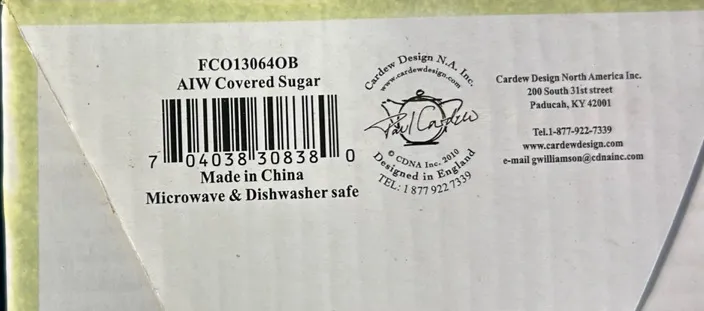 FCO13064OB
AIW Covered Sugar
7 04038 30838 0
Made in China
Microwave & Dishwasher safe
Cardew Design N.A. Inc.
www.cardewdesign.com
Paul Cardew
© CDNA Inc. 2010
Designed in England
TEL: 1 877 922 7339
Cardew Design North America Inc.
200 South 31st street
Paducah, KY 42001
Tel.1-877-922-7339
www.cardewdesign.com
e-mail gwilliamson@cdnainc.com